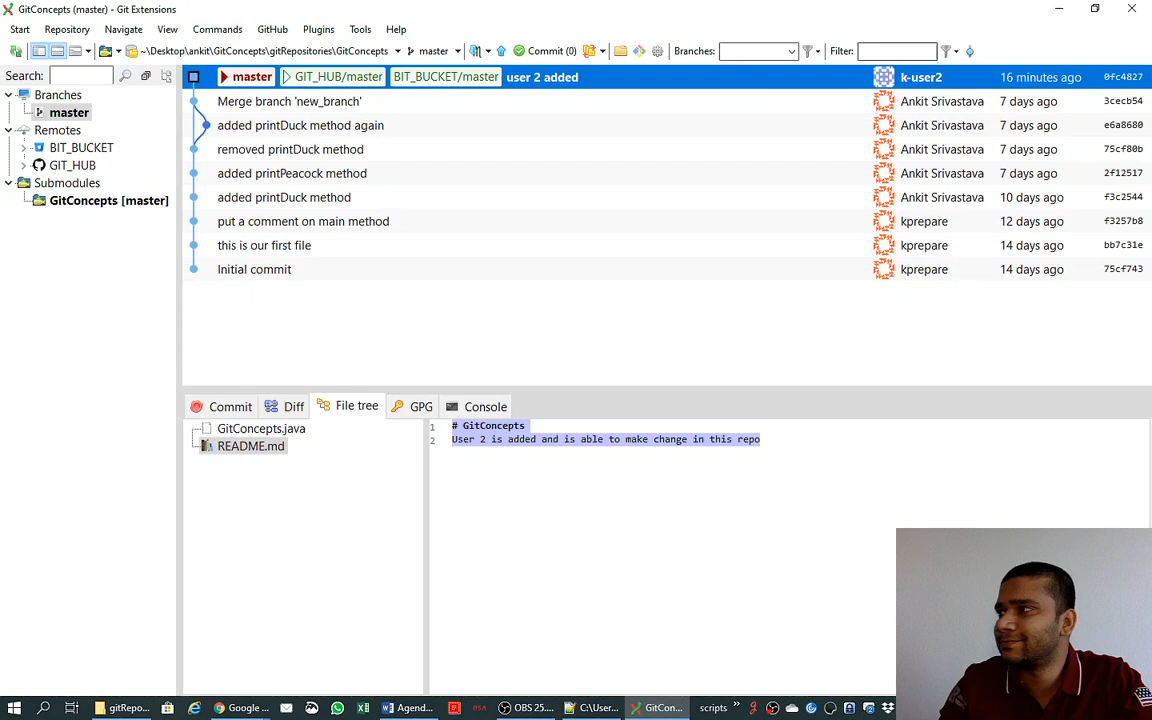 GitConcepts (master) - Git Extensions
Start Repository Navigate View Commands GitHub Plugins Tools Help
~\Desktop\ankit\GitConcepts\gitRepositories\GitConcepts master Commit (0) Branches: Filter:
Search:
Branches
master
Remotes
BIT_BUCKET
GIT_HUB
Submodules
GitConcepts [master]
master GIT_HUB/master BIT_BUCKET/master user 2 added k-user2 16 minutes ago 0fc4827
Merge branch 'new_branch' Ankit Srivastava 7 days ago 3cecb54
added printDuck method again Ankit Srivastava 7 days ago e6a8680
removed printDuck method Ankit Srivastava 7 days ago 75cf80b
added printPeacock method Ankit Srivastava 7 days ago 2f12517
added printDuck method Ankit Srivastava 10 days ago f3c2544
put a comment on main method kprepare 12 days ago f3257b8
this is our first file kprepare 14 days ago bb7c31e
Initial commit kprepare 14 days ago 75cf743
Commit Diff File tree GPG Console
GitConcepts.java
README.md
1 # GitConcepts
2 User 2 is added and is able to make change in this repo
gitRepo... Google ... Agend... OBS 25.... C:\User... GitCon... scripts